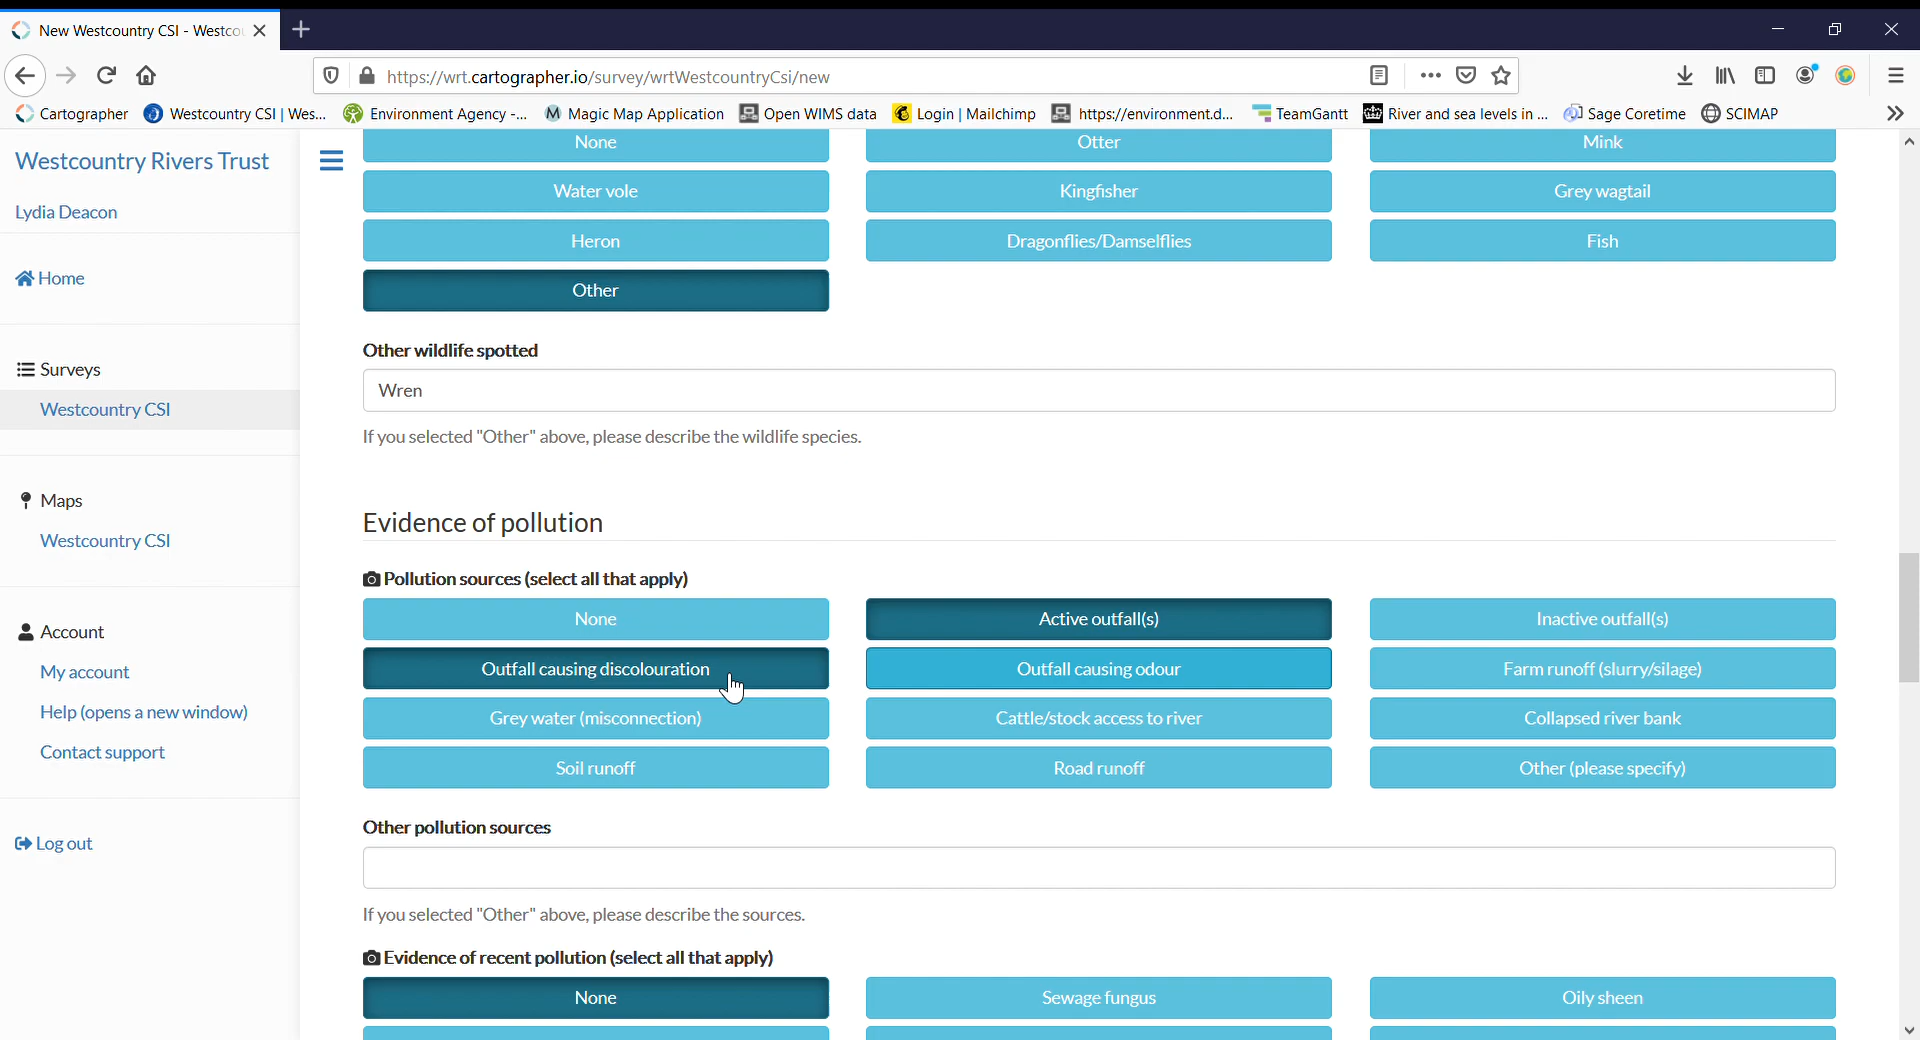 New Westcountry CSI - Westco
https://wrt.cartographer.io/survey/wrtWestcountryCsi/new
Cartographer
Westcountry CSI | Wes...
Environment Agency -...
Magic Map Application
Open WIMS data
Login | Mailchimp
https://environment.d...
TeamGantt
River and sea levels in ...
Sage Coretime
SCIMAP
Westcountry Rivers Trust
Lydia Deacon
Home
Surveys
Westcountry CSI
Maps
Westcountry CSI
Account
My account
Help (opens a new window)
Contact support
Log out
None
Otter
Mink
Water vole
Kingfisher
Grey wagtail
Heron
Dragonflies/Damselflies
Fish
Other
Other wildlife spotted
Wren
If you selected "Other" above, please describe the wildlife species.
Evidence of pollution
Pollution sources (select all that apply)
None
Active outfall(s)
Inactive outfall(s)
Outfall causing discolouration
Outfall causing odour
Farm runoff (slurry/silage)
Grey water (misconnection)
Cattle/stock access to river
Collapsed river bank
Soil runoff
Road runoff
Other (please specify)
Other pollution sources
If you selected "Other" above, please describe the sources.
Evidence of recent pollution (select all that apply)
None
Sewage fungus
Oily sheen